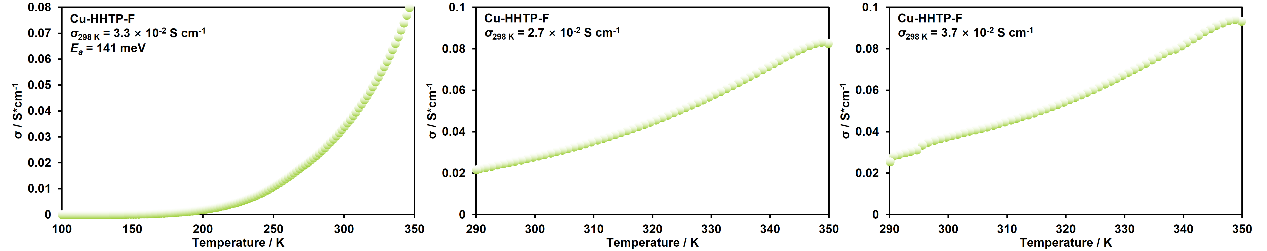 Cu-HHTP-F
σ298 K = 3.3 × 10-2 S cm-1
Ea = 141 meV
σ / S*cm-1
0.08
0.07
0.06
0.05
0.04
0.03
0.02
0.01
0
100 150 200 250 300 350
Temperature / K
Cu-HHTP-F
σ298 K = 2.7 × 10-2 S cm-1
σ / S*cm-1
0.1
0.08
0.06
0.04
0.02
0
290 300 310 320 330 340 350
Temperature / K
Cu-HHTP-F
σ298 K = 3.7 × 10-2 S cm-1
σ / S*cm-1
0.1
0.08
0.06
0.04
0.02
0
290 300 310 320 330 340 350
Temperature / K